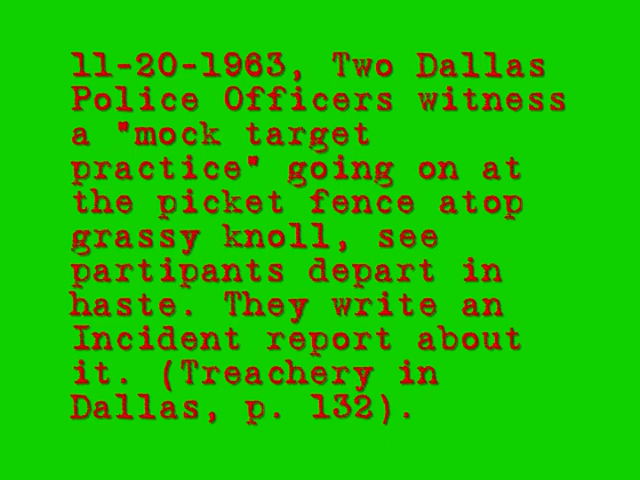 11-20-1963, Two Dallas
Police Officers witness
a "mock target
practice" going on at
the picket fence atop
grassy knoll, see
partipants depart in
haste. They write an
Incident report about
it. (Treachery in
Dallas, p. 132).